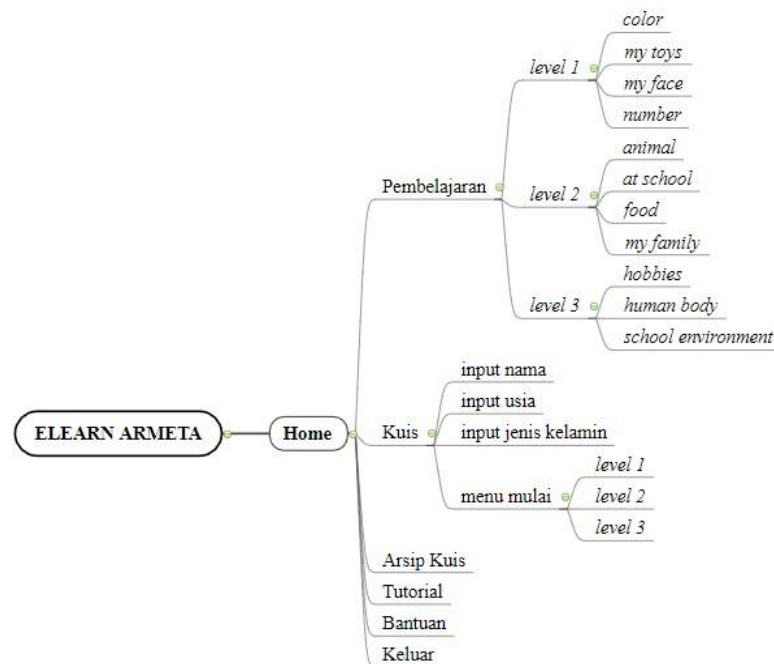 color
my toys
level 1
my face
number
animal
Pembelajaran
at school
level 2
food
my family
hobbies
level 3
human body
school environment
input nama
input usia
ELEARN ARMETA
Home
Kuis
input jenis kelamin
level 1
menu mulai
level 2
level 3
Arsip Kuis
Tutorial
Bantuan
Keluar